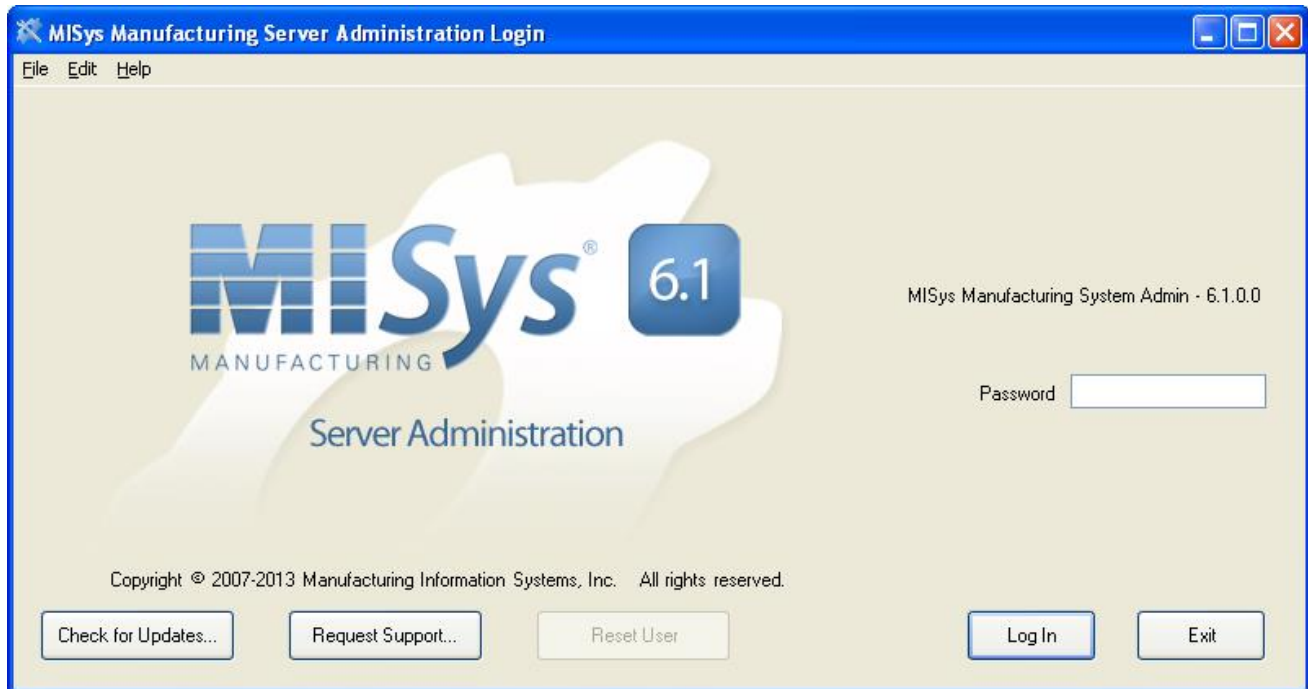 MISys Manufacturing Server Administration Login
File Edit Help
MISys® 6.1
MANUFACTURING
MISys Manufacturing System Admin - 6.1.0.0
Password
Server Administration
Copyright © 2007-2013 Manufacturing Information Systems, Inc. All rights reserved.
Check for Updates... Request Support... Reset User Log In Exit